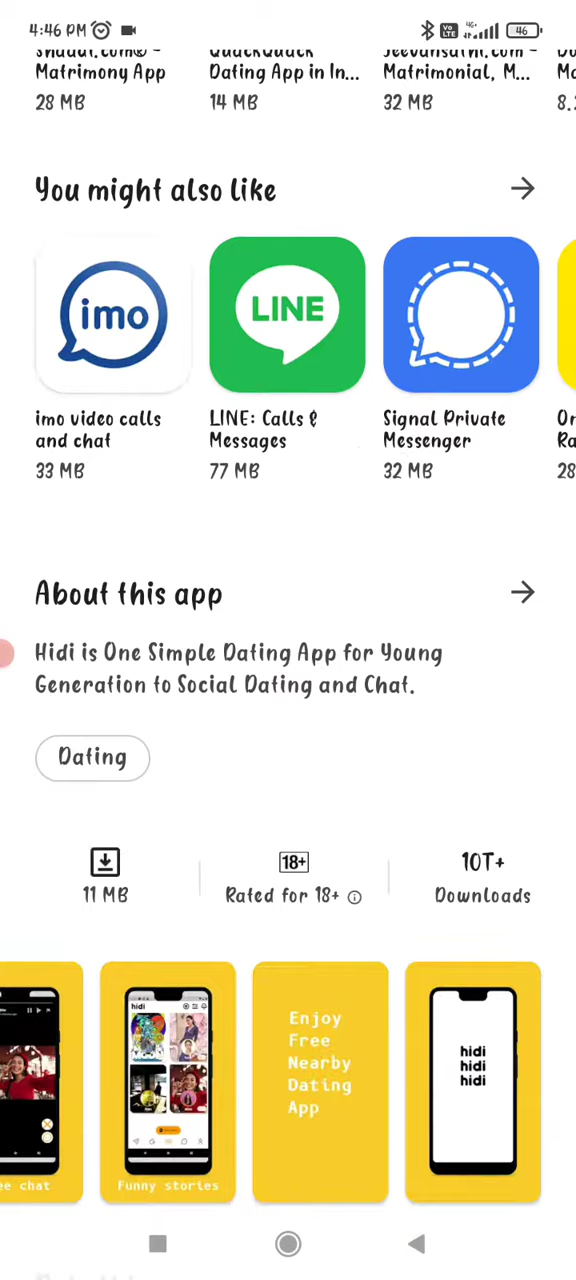 4:46 PM
Vo LTE
4G+
46
Shaadi.com® -
Matrimony App
28 MB
QuackQuack
Dating App in In...
14 MB
Jeevansathi.com -
Matrimonial, M...
32 MB
8.
You might also like
imo
LINE
imo video calls
and chat
33 MB
LINE: Calls &
Messages
77 MB
Signal Private
Messenger
32 MB
28
About this app
Hidi is One Simple Dating App for Young
Generation to Social Dating and Chat.
Dating
11 MB
18+
Rated for 18+
10T+
Downloads
ee chat
hidi
Funny stories
Enjoy
Free
Nearby
Dating
App
hidi
hidi
hidi